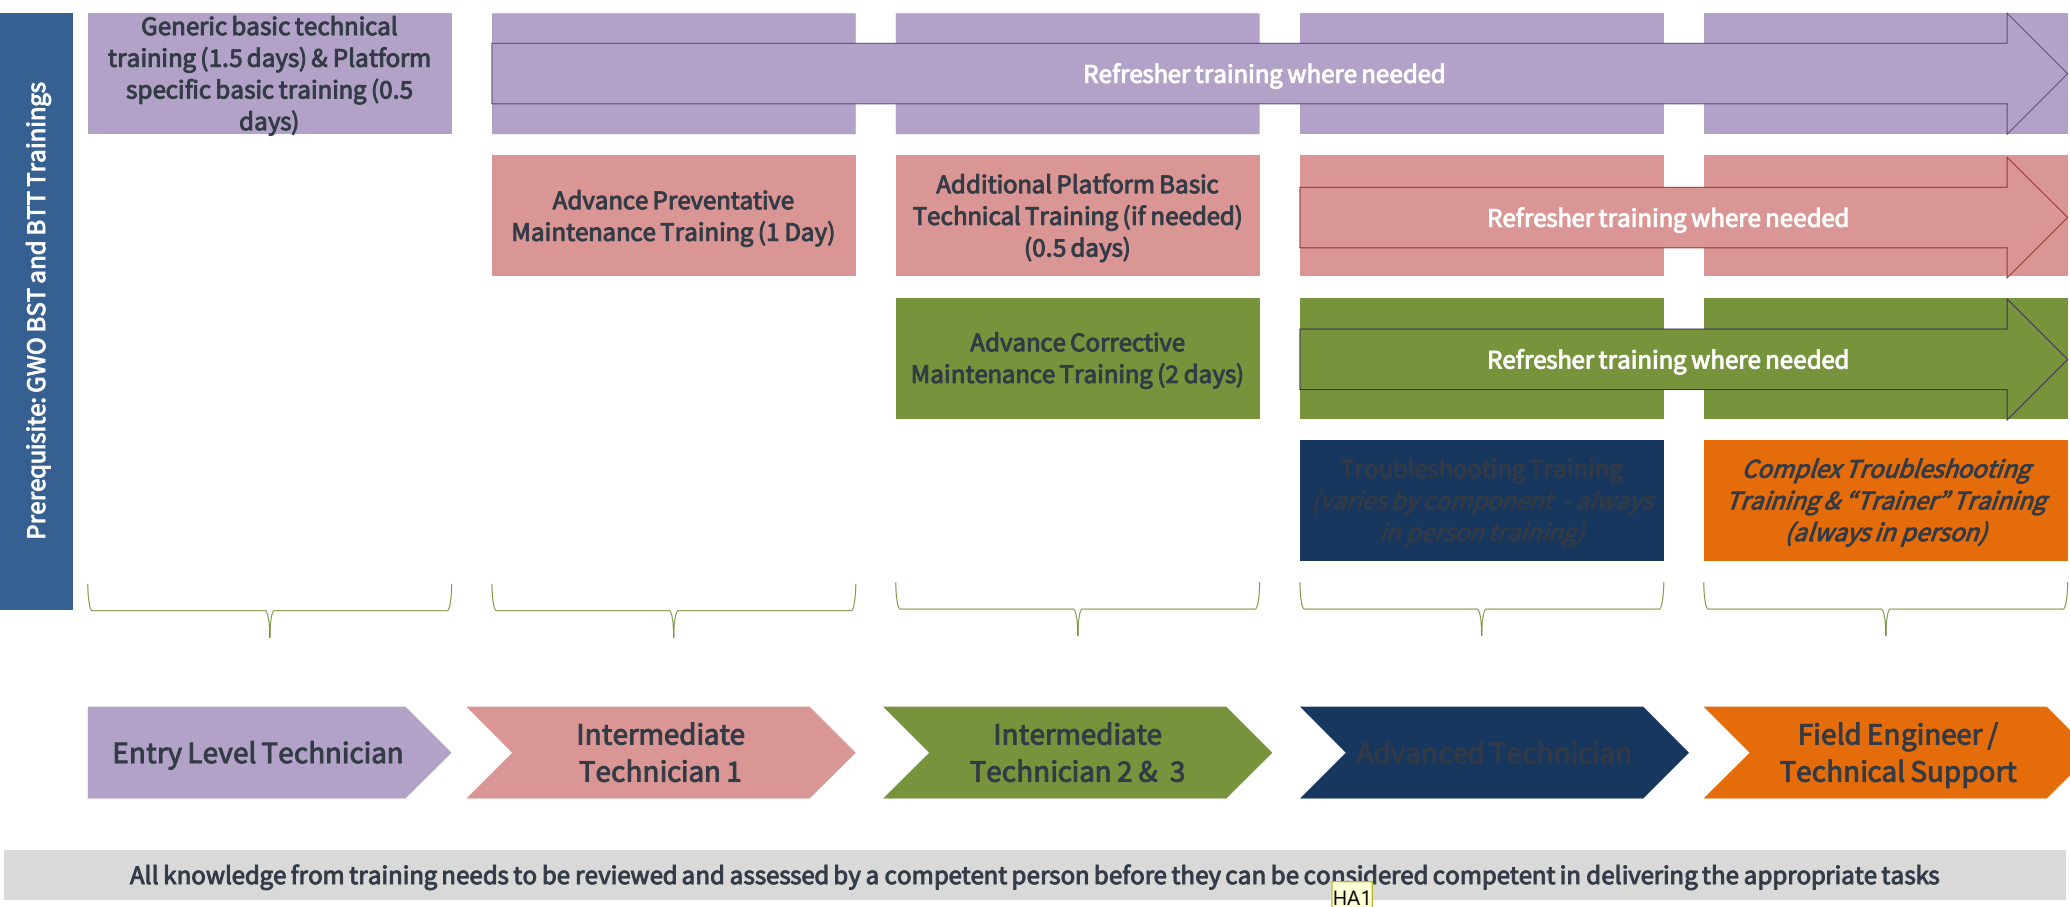 Prerequisite: GWO BST and BTT Trainings
Generic basic technical
training (1.5 days) & Platform
specific basic training (0.5
days)
Refresher training where needed
Advance Preventative
Maintenance Training (1 Day)
Additional Platform Basic
Technical Training (if needed)
(0.5 days)
Refresher training where needed
Advance Corrective
Maintenance Training (2 days)
Refresher training where needed
Troubleshooting Training
(varies by component - always
in person training)
Complex Troubleshooting
Training & “Trainer” Training
(always in person)
Entry Level Technician
Intermediate
Technician 1
Intermediate
Technician 2 & 3
Advanced Technician
Field Engineer /
Technical Support
All knowledge from training needs to be reviewed and assessed by a competent person before they can be considered competent in delivering the appropriate tasks
HA1